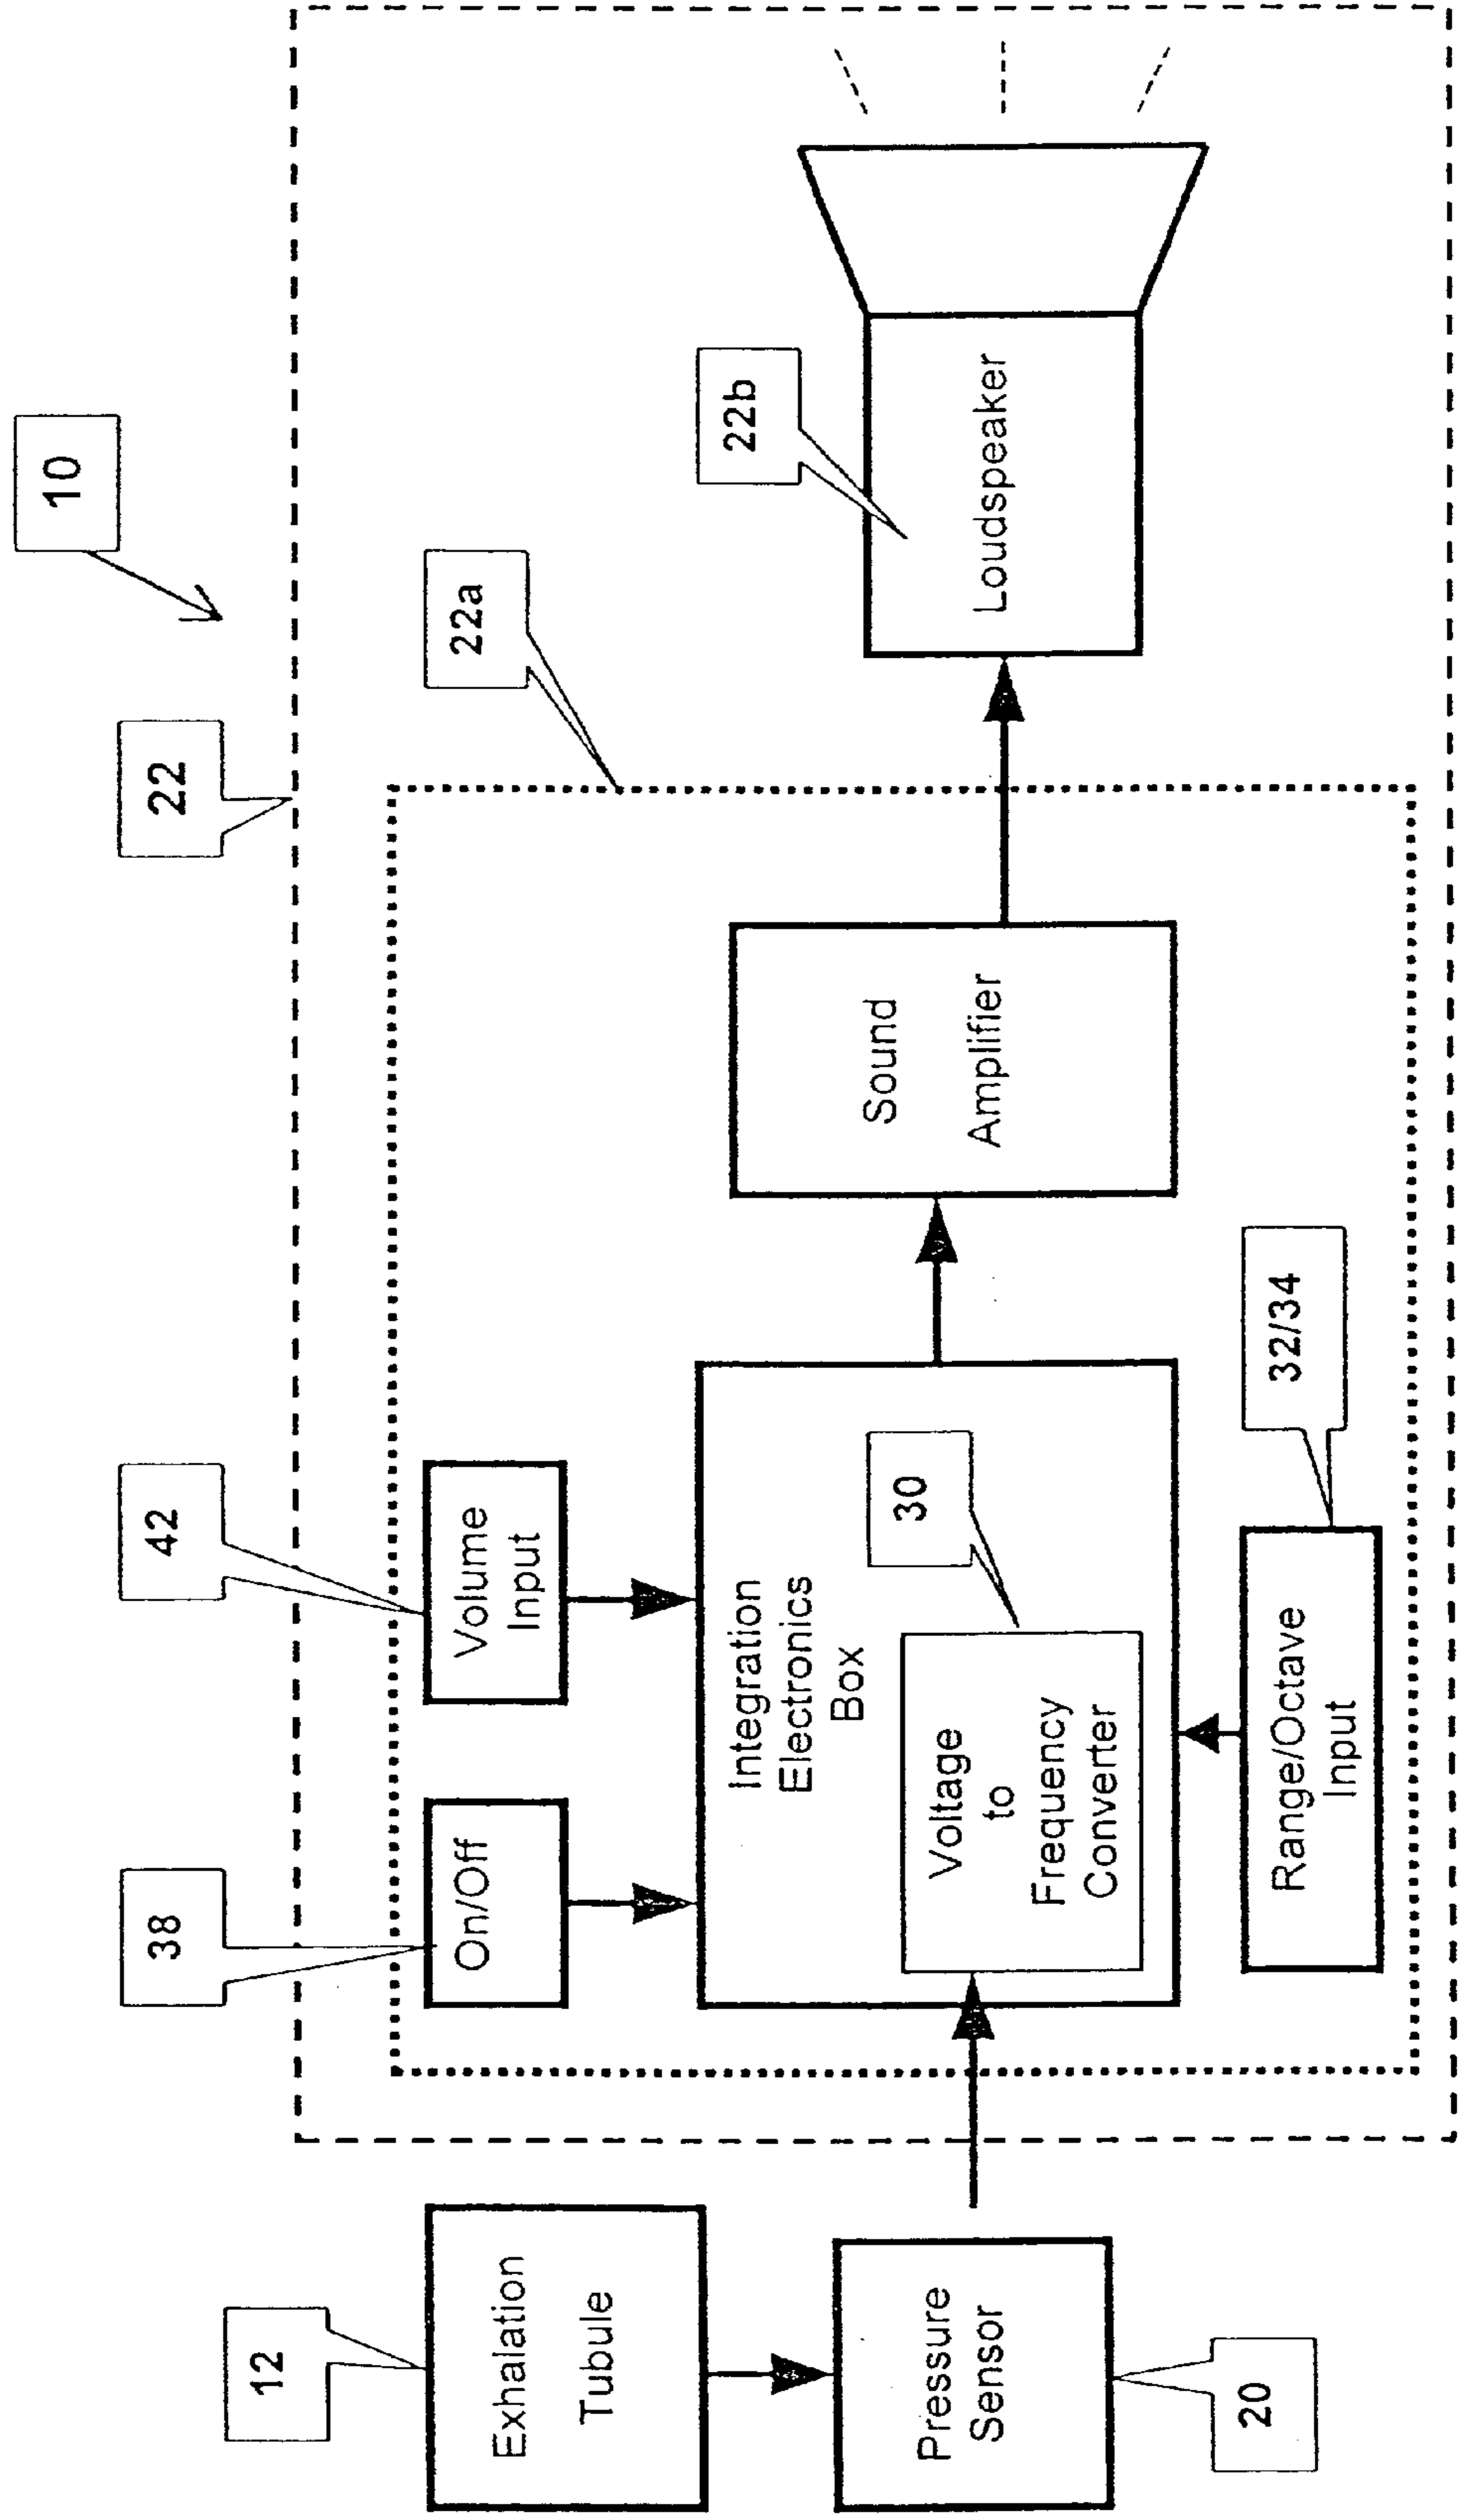 10
22
42
38
12
22a
22b
Exhalation
Tubule
Pressure
Sensor
20
On/Off
Volume
Input
Integration
Electronics
Box
30
Voltage
to
Frequency
Converter
Range/Octave
Input
32/34
Sound
Amplifier
Loudspeaker